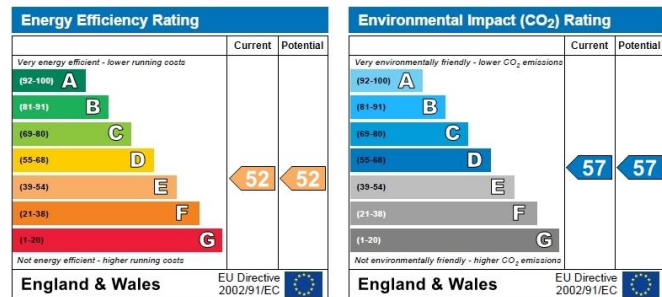 Energy Efficiency Rating
Current Potential
Very energy efficient - lower running costs
(92-100) A
(81-91) B
(69-80) C
(55-68) D
(39-54) E
52 52
(21-38) F
(1-20) G
Not energy efficient - higher running costs
England & Wales
EU Directive
2002/91/EC
Environmental Impact (CO₂) Rating
Current Potential
Very environmentally friendly - lower CO₂ emissions
(92-100) A
(81-91) B
(69-80) C
(55-68) D
57 57
(39-54) E
(21-38) F
(1-20) G
Not environmentally friendly - higher CO₂ emissions
England & Wales
EU Directive
2002/91/EC